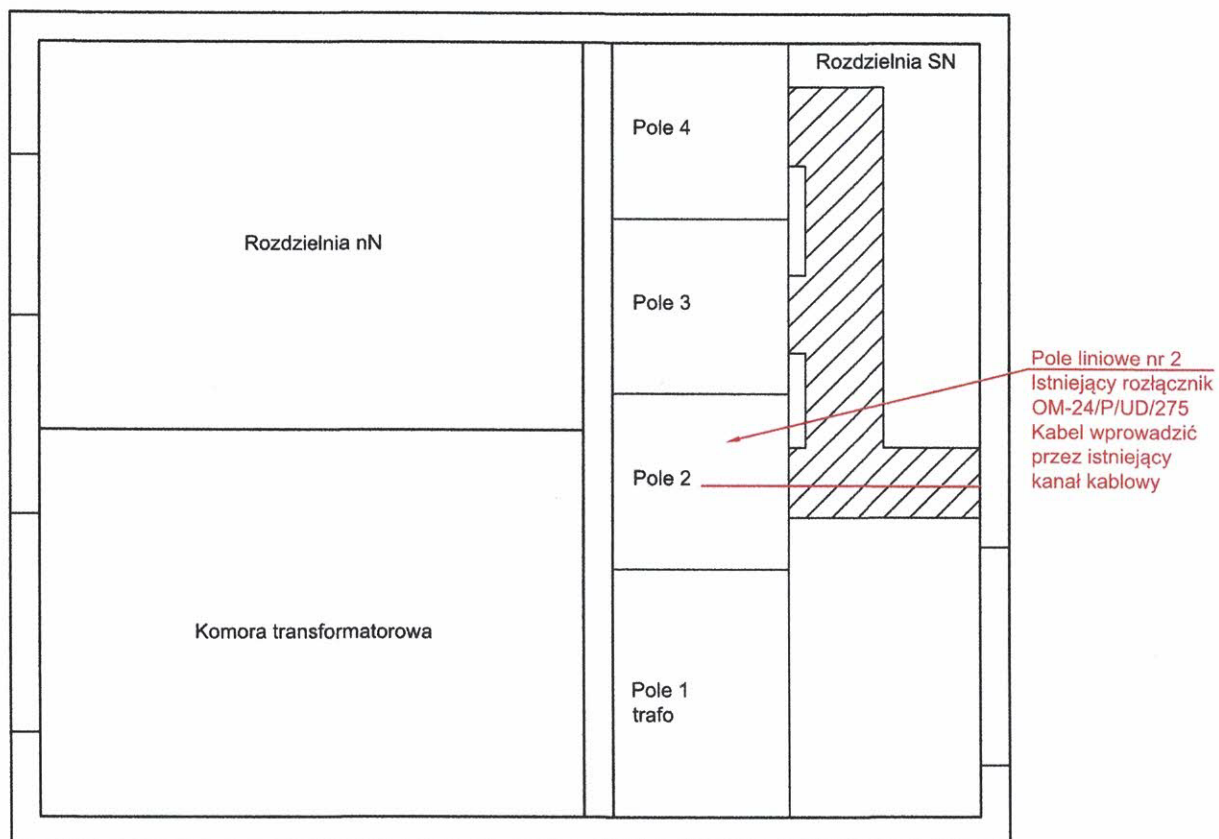 Rozdzielnia SN
Pole 4
Rozdzielnia nN
Pole 3
Pole liniowe nr 2
Istniejący rozłącznik
OM-24/P/UD/275
Kabel wprowadzić
przez istniejący
kanał kablowy
Pole 2
Komora transformatorowa
Pole 1
trafo